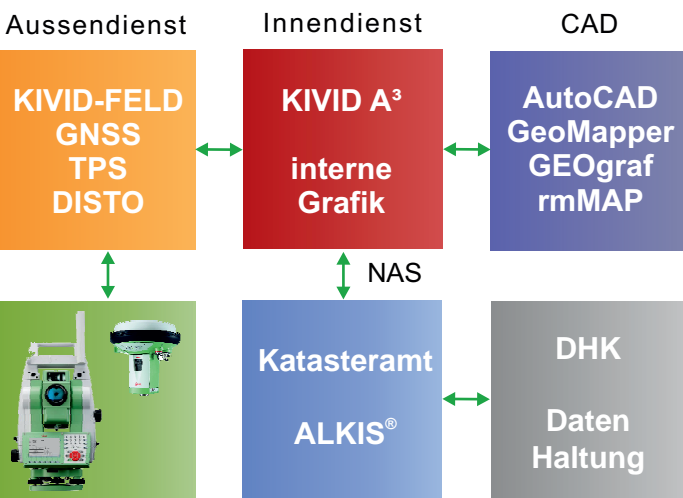 Aussendienst
Innendienst
CAD
KIVID-FELD
GNSS
TPS
DISTO
KIVID A³
interne
Grafik
AutoCAD
GeoMapper
GEOgraf
rmMAP
NAS
Katasteramt
ALKIS®
DHK
Daten
Haltung